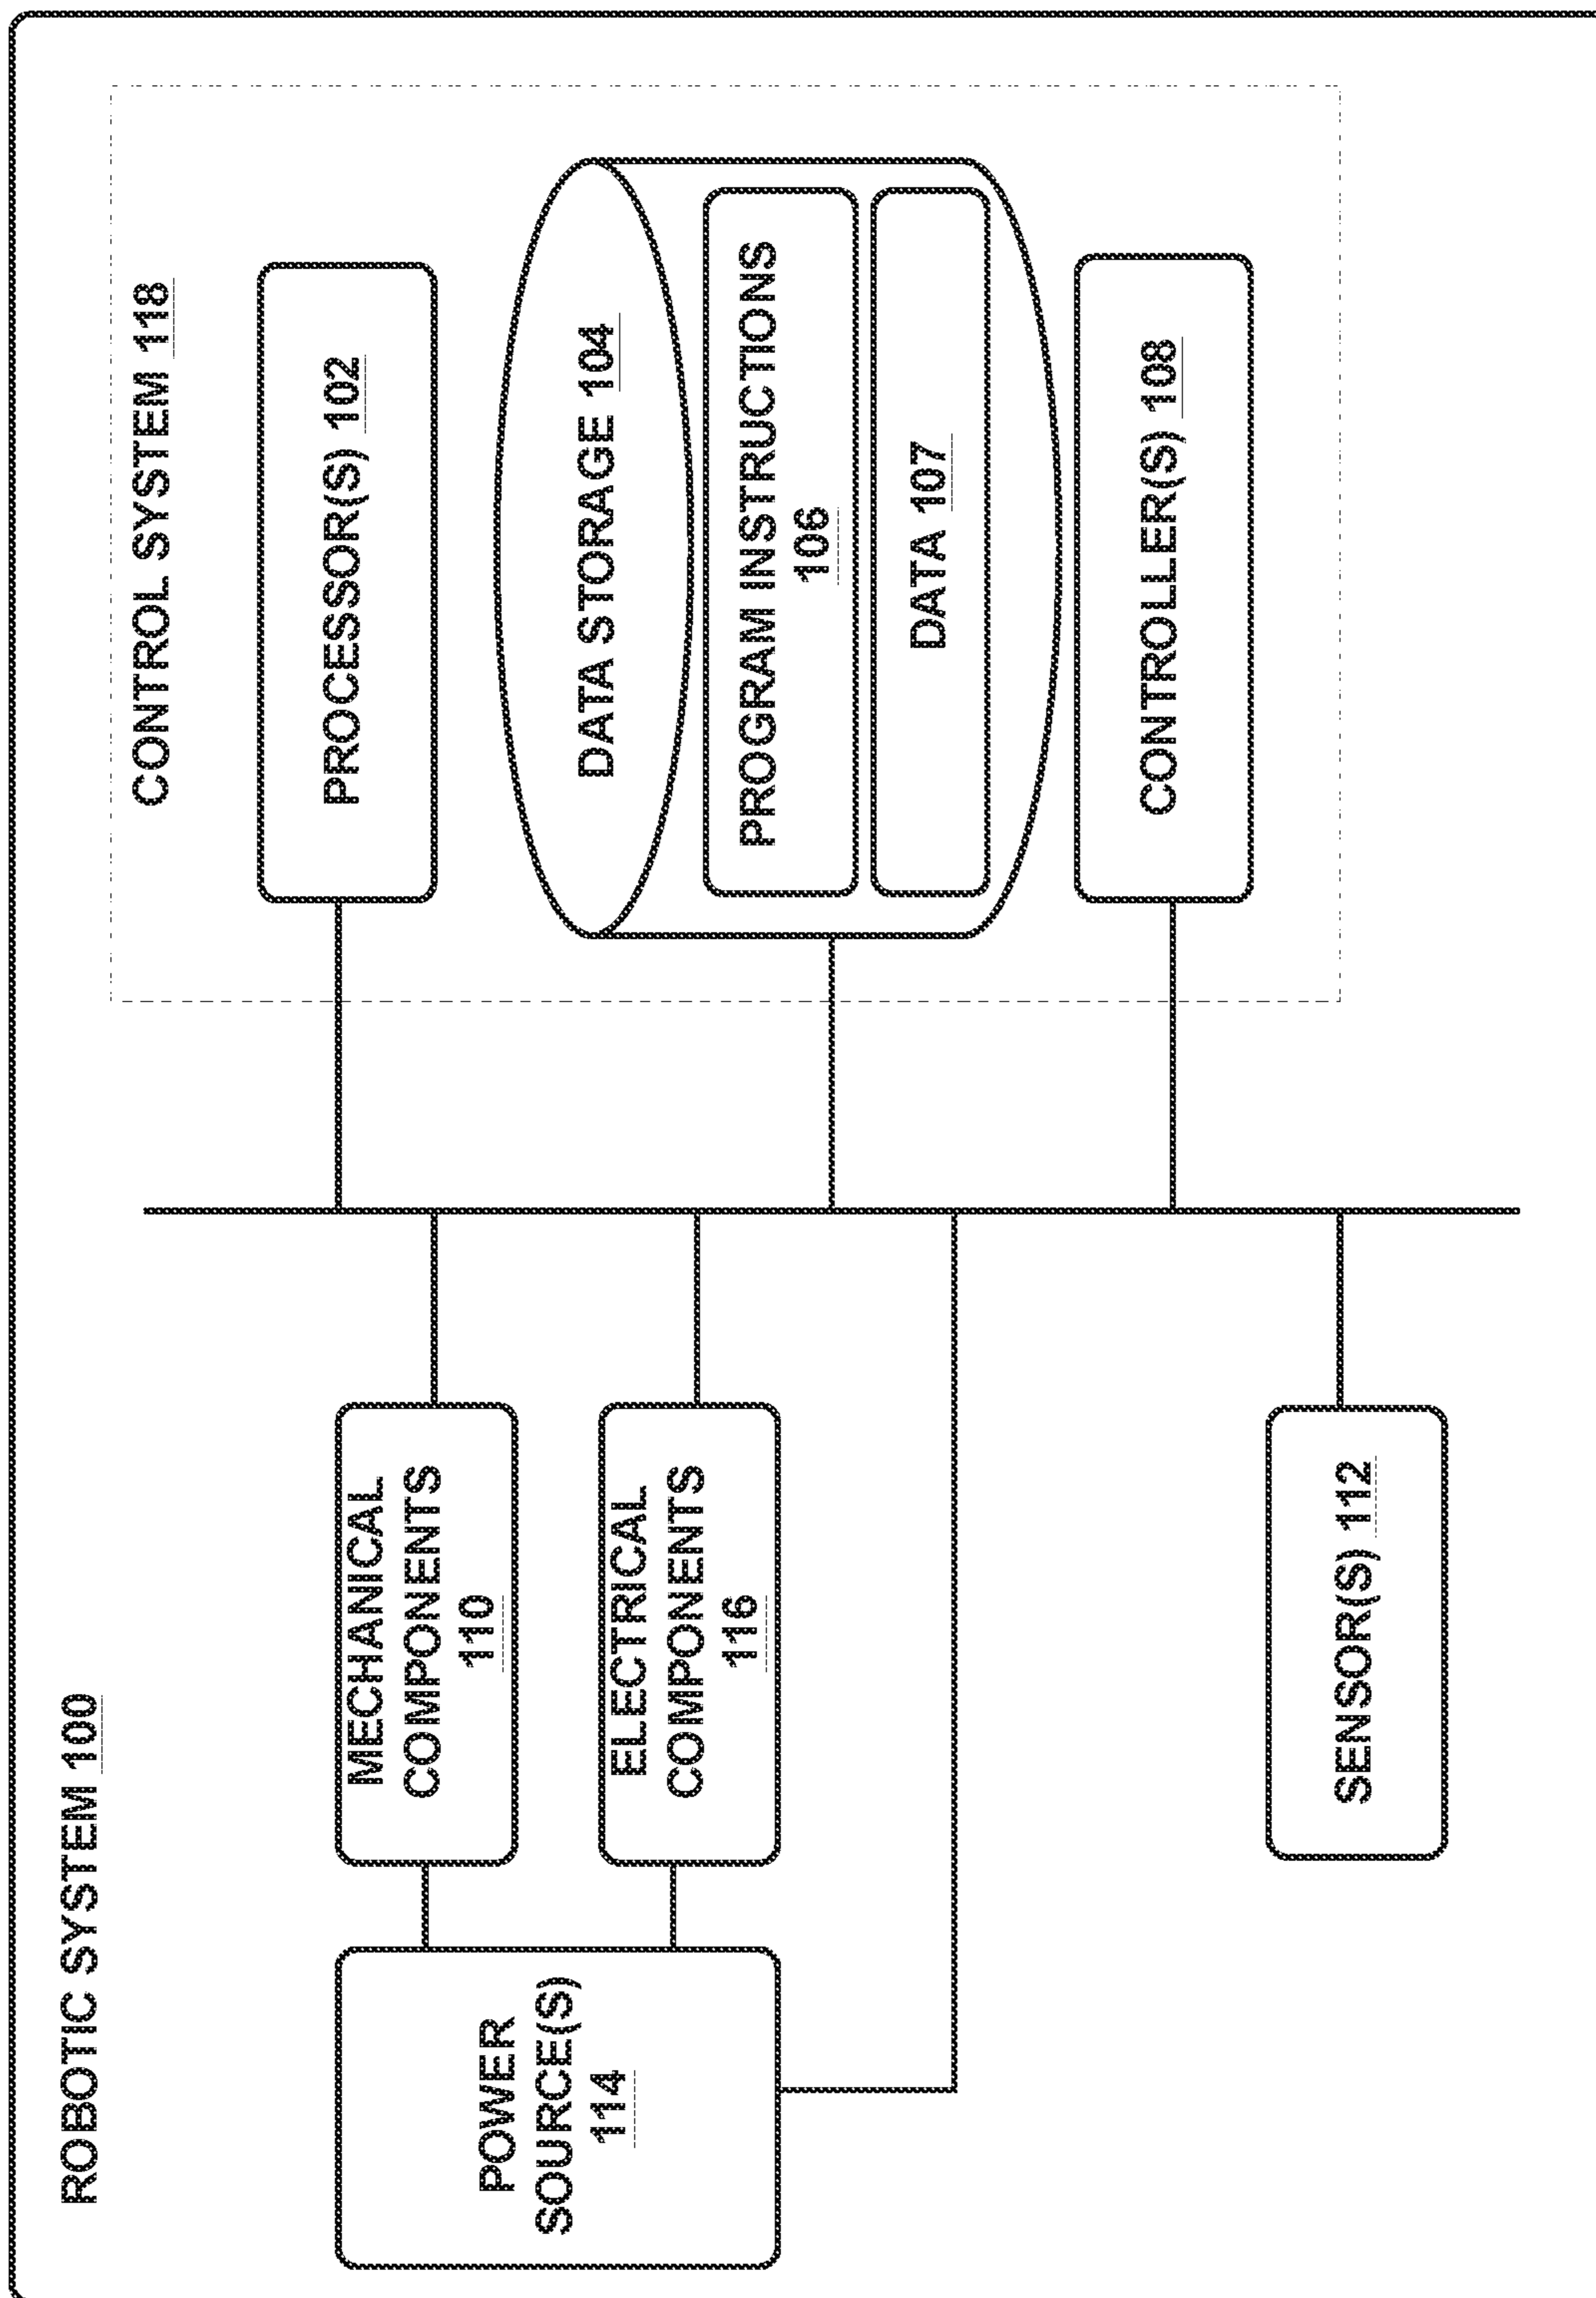 ROBOTIC SYSTEM 100
POWER
SOURCE(S)
114
MECHANICAL
COMPONENTS
110
ELECTRICAL
COMPONENTS
116
SENSOR(S) 112
CONTROL SYSTEM 118
PROCESSOR(S) 102
DATA STORAGE 104
PROGRAM INSTRUCTIONS
106
DATA 107
CONTROLLER(S) 108